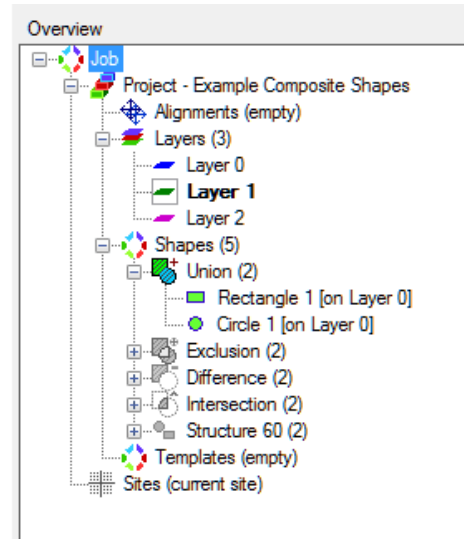 Overview
Job
Project - Example Composite Shapes
Alignments (empty)
Layers (3)
Layer 0
Layer 1
Layer 2
Shapes (5)
Union (2)
Rectangle 1 [on Layer 0]
Circle 1 [on Layer 0]
Exclusion (2)
Difference (2)
Intersection (2)
Structure 60 (2)
Templates (empty)
Sites (current site)